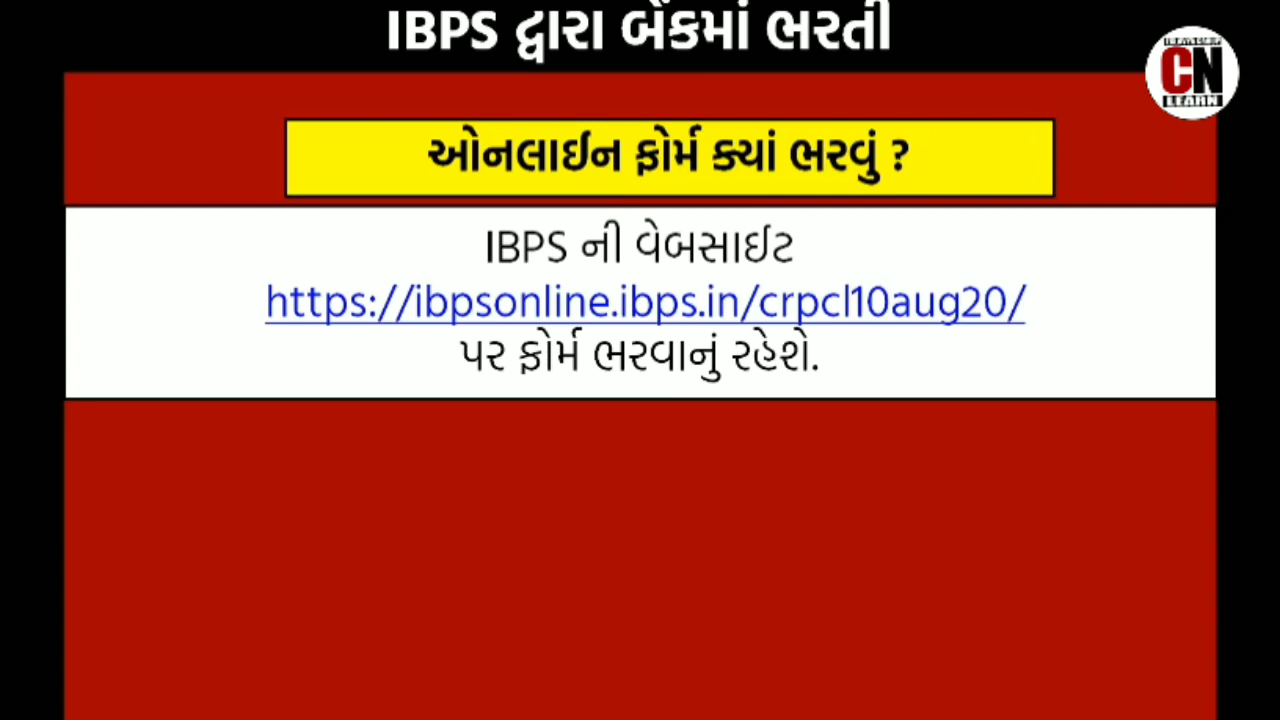 IBPS દ્વારા બેંકમાં ભરતી
CN
LEARN
ઓનલાઈન ફોર્મ ક્યાં ભરવું ?
IBPS ની વેબસાઈટ
https://ibpsonline.ibps.in/crpcl10aug20/
પર ફોર્મ ભરવાનું રહેશે.